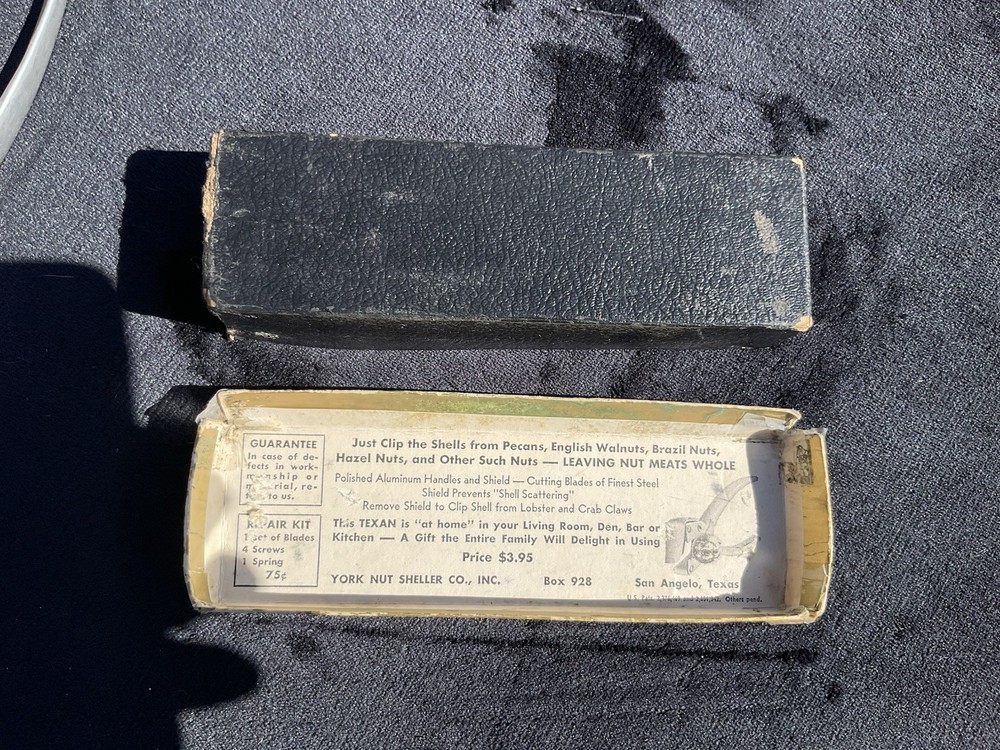 GUARANTEE
In case of de-
fects in work-
manship or
material, re-
to us.
REPAIR KIT
1 set of Blades
4 Screws
1 Spring
75¢
Just Clip the Shells from Pecans, English Walnuts, Brazil Nuts,
Hazel Nuts, and Other Such Nuts — LEAVING NUT MEATS WHOLE
Polished Aluminum Handles and Shield — Cutting Blades of Finest Steel
Shield Prevents "Shell Scattering"
Remove Shield to Clip Shell from Lobster and Crab Claws
This TEXAN is "at home" in your Living Room, Den, Bar or
Kitchen — A Gift the Entire Family Will Delight in Using
Price $3.95
YORK NUT SHELLER CO., INC. Box 928 San Angelo, Texas
U.S. Pats. and Others pend.